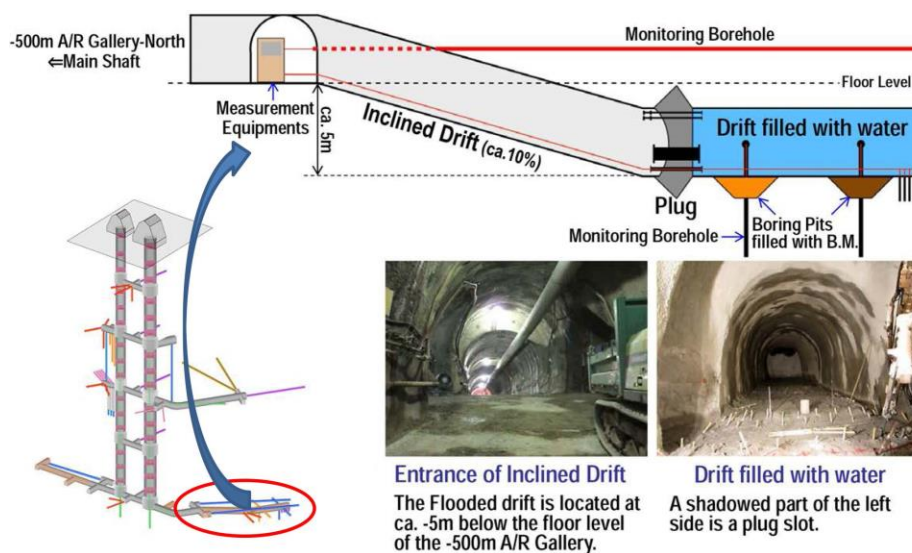 -500m A/R Gallery-North
⇐Main Shaft
Monitoring Borehole
Floor Level
Measurement
Equipments
ca. 5m
Inclined Drift (ca.10%)
Drift filled with water
Plug
Boring Pits
filled with B.M.
Monitoring Borehole
Entrance of Inclined Drift
The Flooded drift is located at
ca. -5m below the floor level
of the -500m A/R Gallery.
Drift filled with water
A shadowed part of the left
side is a plug slot.